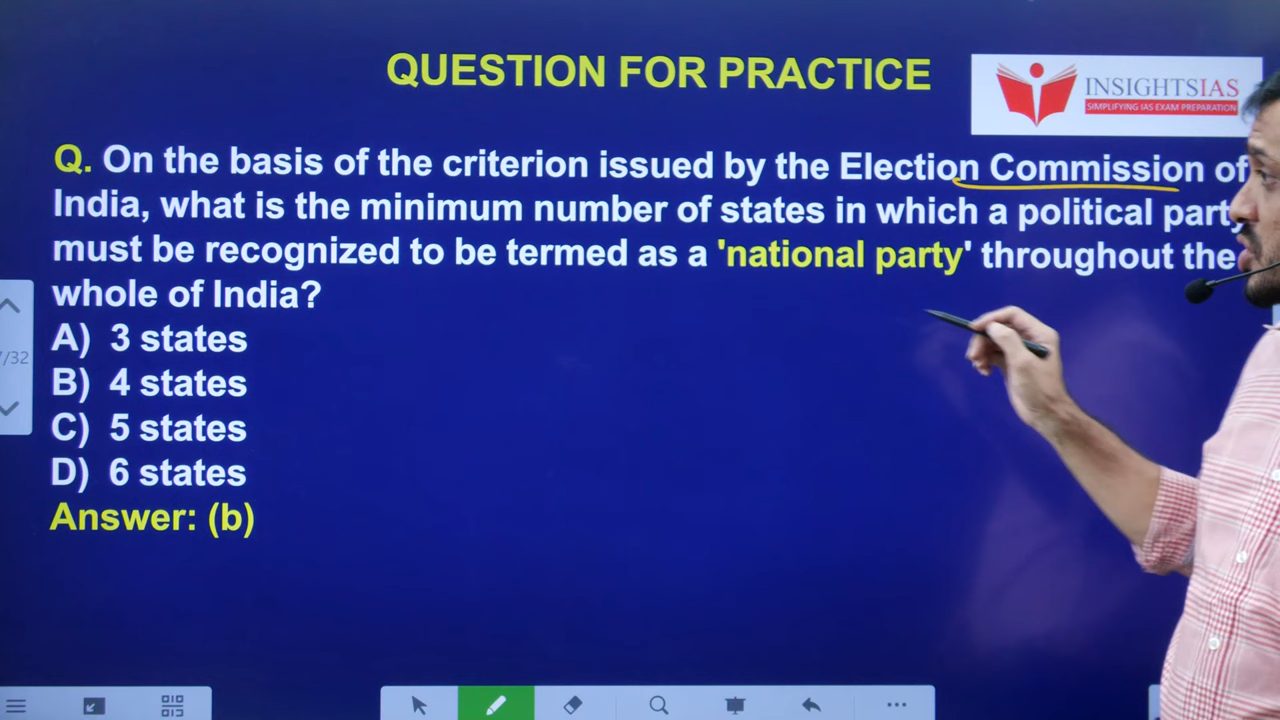 QUESTION FOR PRACTICE
INSIGHTSIAS
SIMPLIFYING IAS EXAM PREPARATION
Q. On the basis of the criterion issued by the Election Commission of
India, what is the minimum number of states in which a political party
must be recognized to be termed as a 'national party' throughout the
whole of India?
A) 3 states
B) 4 states
C) 5 states
D) 6 states
Answer: (b)
/32